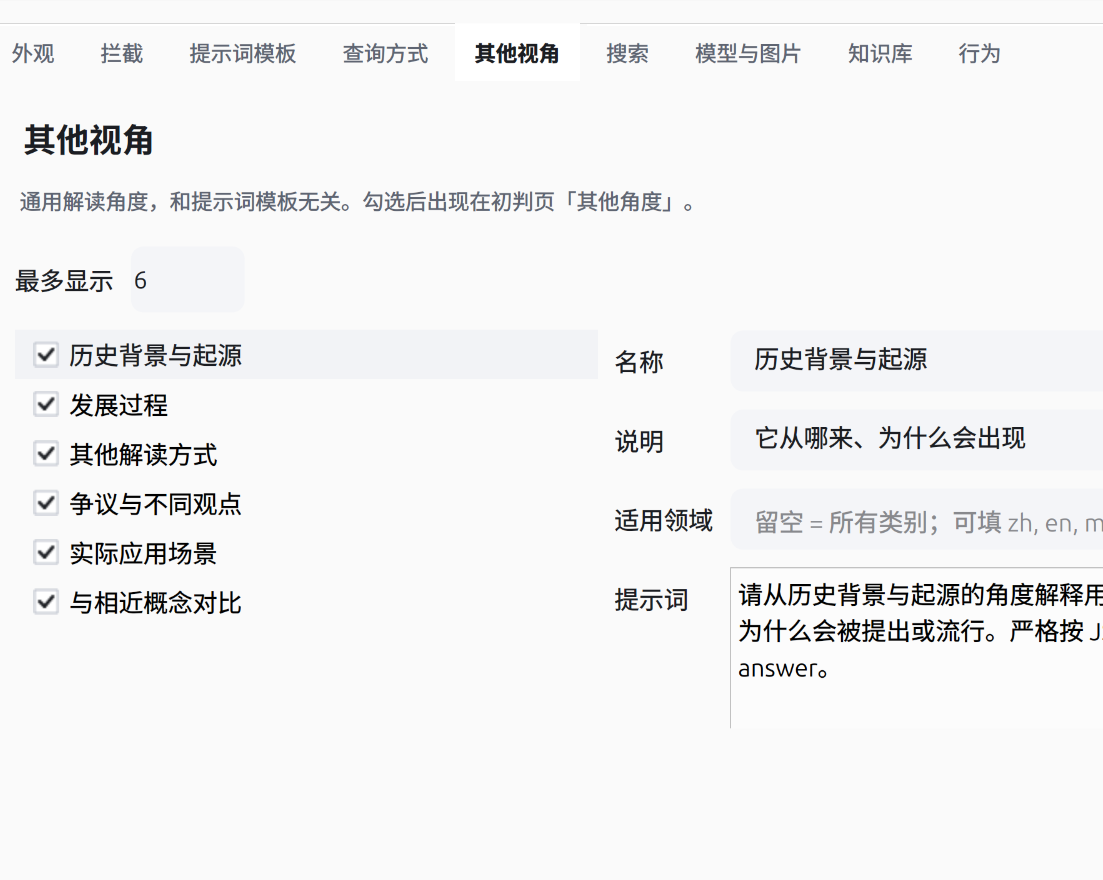 外观 拦截 提示词模板 查询方式 其他视角 搜索 模型与图片 知识库 行为
其他视角
通用解读角度，和提示词模板无关。勾选后出现在初判页「其他角度」。
最多显示 6
历史背景与起源
发展过程
其他解读方式
争议与不同观点
实际应用场景
与相近概念对比
名称 历史背景与起源
说明 它从哪来、为什么会出现
适用领域 留空 = 所有类别；可填 zh, en, m
提示词 请从历史背景与起源的角度解释用
为什么会被提出或流行。严格按 J
answer。